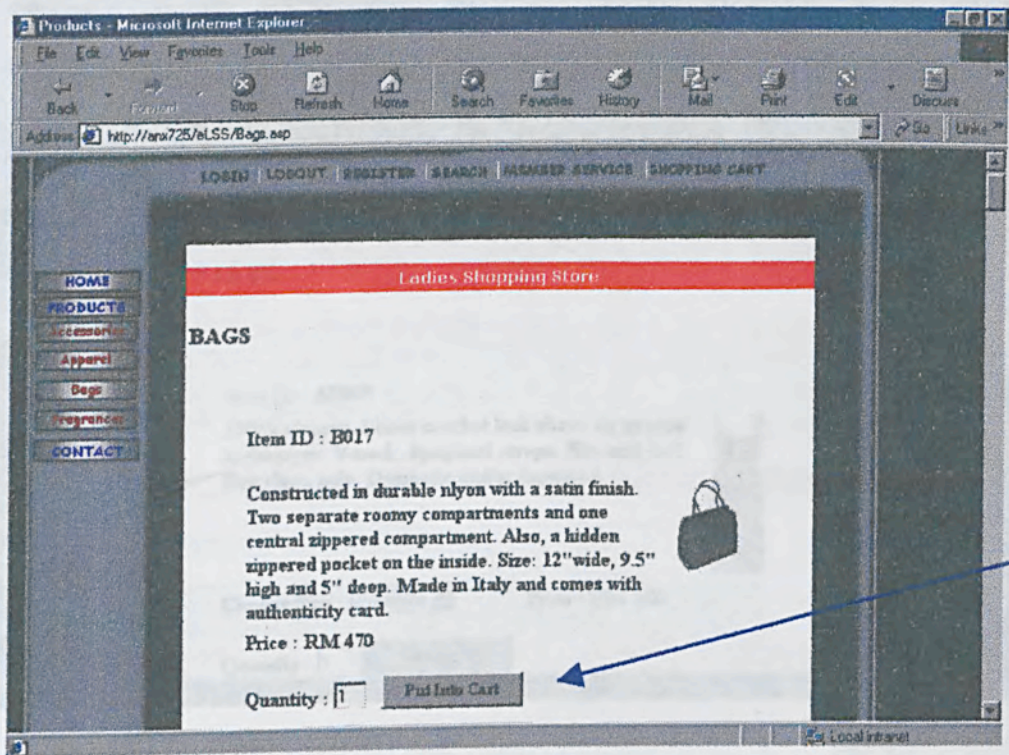 Products - Microsoft Internet Explorer
File Edit View Favorites Tools Help
Back Forward Stop Refresh Home Search Favorites History Mail Print Edit Discuss
Address http://anx725/eLSS/Bags.asp Go Links »
LOGIN | LOGOUT | REGISTER | SEARCH | MEMBER SERVICE | SHOPPING CART
Ladies Shopping Store
HOME
PRODUCTS
Accessories
Apparel
Bags
Fragrances
CONTACT
BAGS
Item ID : B017
Constructed in durable nlyon with a satin finish.
Two separate roomy compartments and one
central zippered compartment. Also, a hidden
zippered pocket on the inside. Size: 12"wide, 9.5"
high and 5" deep. Made in Italy and comes with
authenticity card.
Price : RM 470
Quantity : 1 Put Into Cart
Local intranet